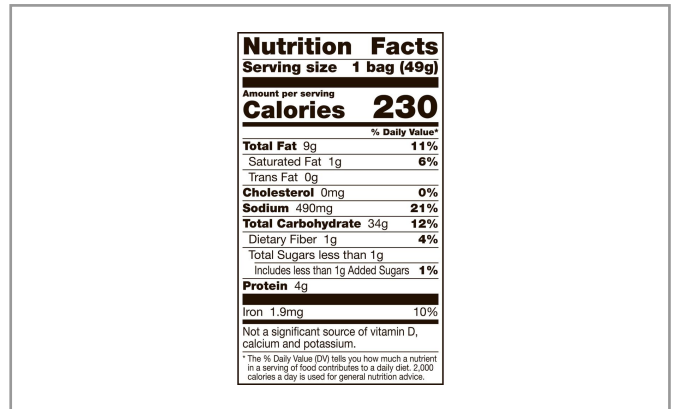 Nutrition Facts
Serving size 1 bag (49g)
Amount per serving
Calories 230
% Daily Value*
Total Fat 9g 11%
Saturated Fat 1g 6%
Trans Fat 0g
Cholesterol 0mg 0%
Sodium 490mg 21%
Total Carbohydrate 34g 12%
Dietary Fiber 1g 4%
Total Sugars less than 1g
Includes less than 1g Added Sugars 1%
Protein 4g
Iron 1.9mg 10%
Not a significant source of vitamin D,
calcium and potassium.
* The % Daily Value (DV) tells you how much a nutrient
in a serving of food contributes to a daily diet. 2,000
calories a day is used for general nutrition advice.